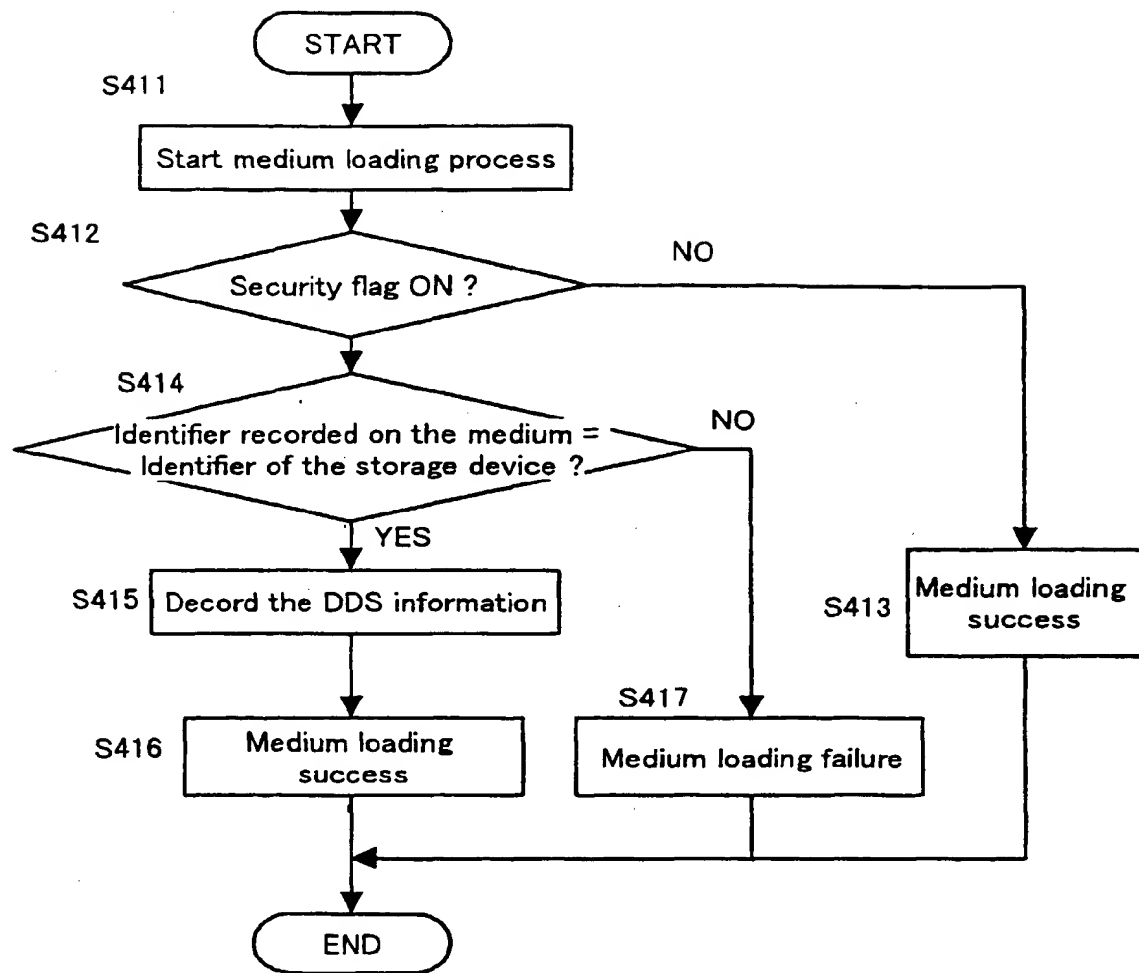 START
S411
Start medium loading process
S412
NO
Security flag ON ?
S414
NO
Identifier recorded on the medium =
Identifier of the storage device ?
YES
S415
Decord the DDS information
S413
Medium loading
success
S417
S416
Medium loading
success
Medium loading failure
END